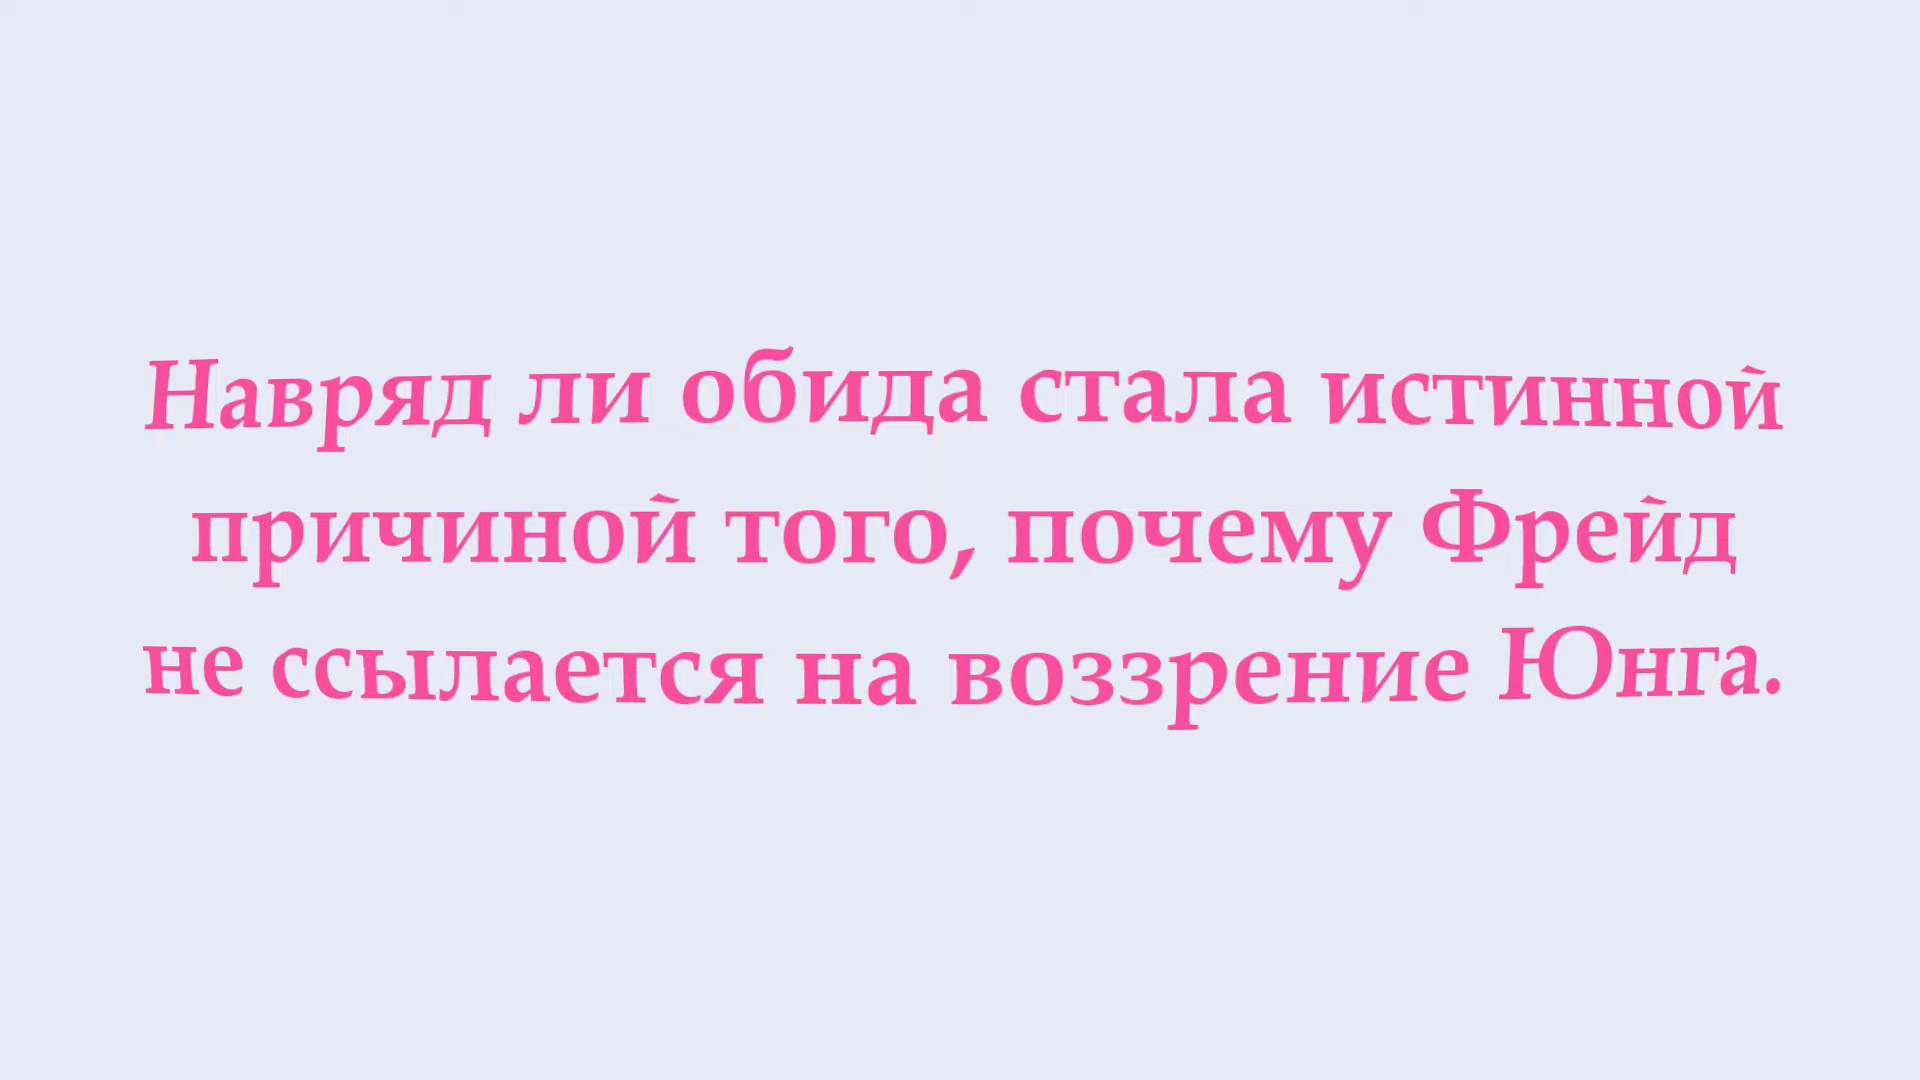 Навряд ли обида стала истинной
причиной того, почему Фрейд
не ссылается на воззрение Юнга.